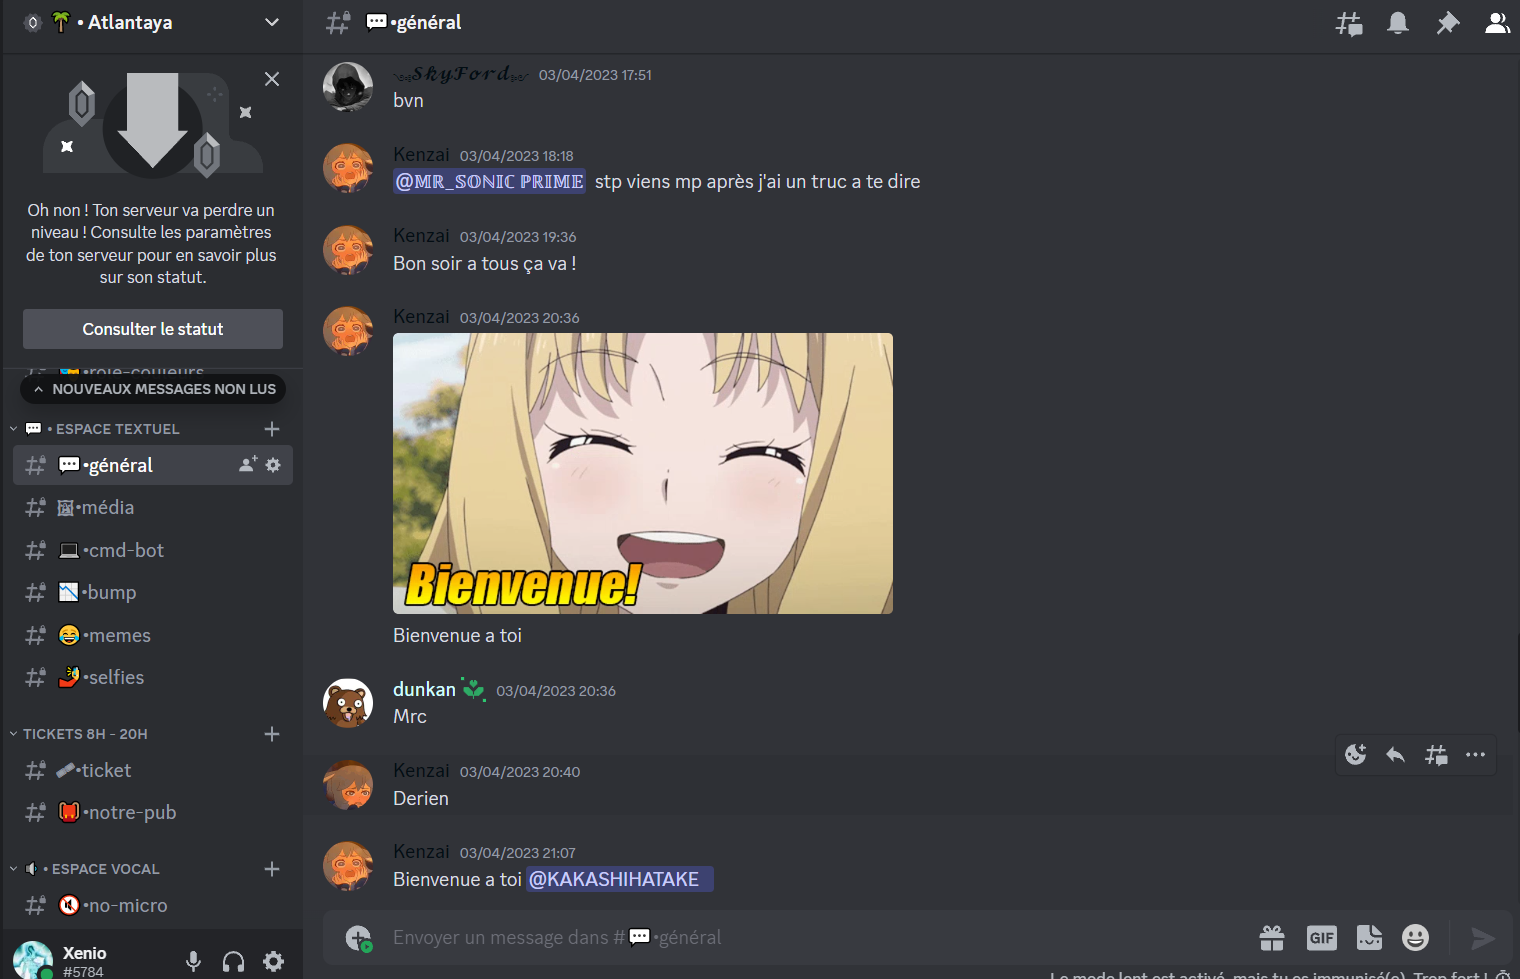 • Atlantaya
Oh non ! Ton serveur va perdre un
niveau ! Consulte les paramètres
de ton serveur pour en savoir plus
sur son statut.
Consulter le statut
•role-couleurs
NOUVEAUX MESSAGES NON LUS
• ESPACE TEXTUEL
•général
•média
•cmd-bot
•bump
•memes
•selfies
TICKETS 8H - 20H
•ticket
•notre-pub
• ESPACE VOCAL
•no-micro
Xenio
#5784
•général
𝓢𝓴𝔂𝓕𝓸𝓻𝓭 03/04/2023 17:51
bvn
Kenzai 03/04/2023 18:18
@𝕄ℝ_𝕊𝕆ℕ𝕀ℂ ℙℝ𝕀𝕄𝔼 stp viens mp après j'ai un truc a te dire
Kenzai 03/04/2023 19:36
Bon soir a tous ça va !
Kenzai 03/04/2023 20:36
Bienvenue!
Bienvenue a toi
dunkan 03/04/2023 20:36
Mrc
Kenzai 03/04/2023 20:40
Derien
Kenzai 03/04/2023 21:07
Bienvenue a toi @KAKASHIHATAKE
Envoyer un message dans #•général
GIF
Le mode lent est activé, mais tu es immunisé(e). Trop fort !